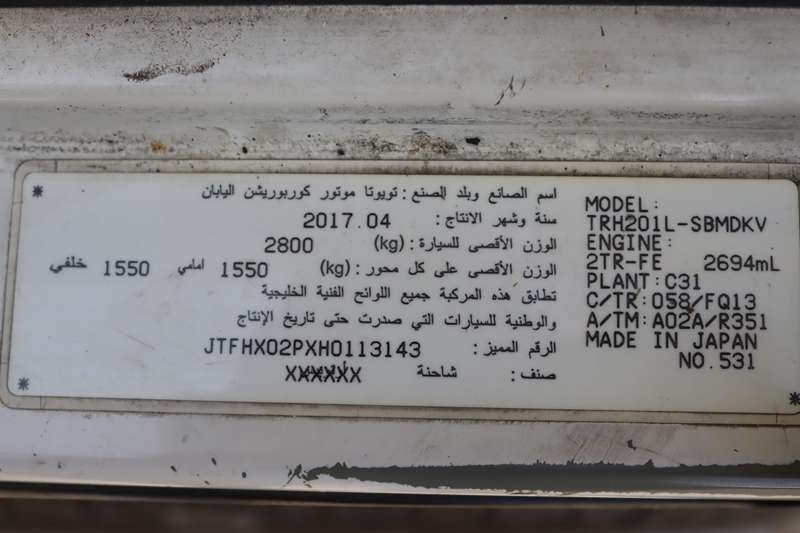 اسم الصانع وبلد الصنع : تويوتا موتور كوربوريشن اليابان
سنة وشهر الانتاج : 2017.04
الوزن الأقصى للسيارة : (kg) 2800
الوزن الأقصى على كل محور : (kg) 1550 امامي 1550 خلفي
تطابق هذه المركبة جميع اللوائح الفنية الخليجية
والوطنية للسيارات التي صدرت حتى تاريخ الإنتاج
الرقم المميز : JTFHX02PXH0113143
صنف : شاحنة XXXXXX
MODEL:
TRH201L-SBMDKV
ENGINE:
2TR-FE 2694mL
PLANT:C31
C/TR:058/FQ13
A/TM:A02A/R351
MADE IN JAPAN
NO.531